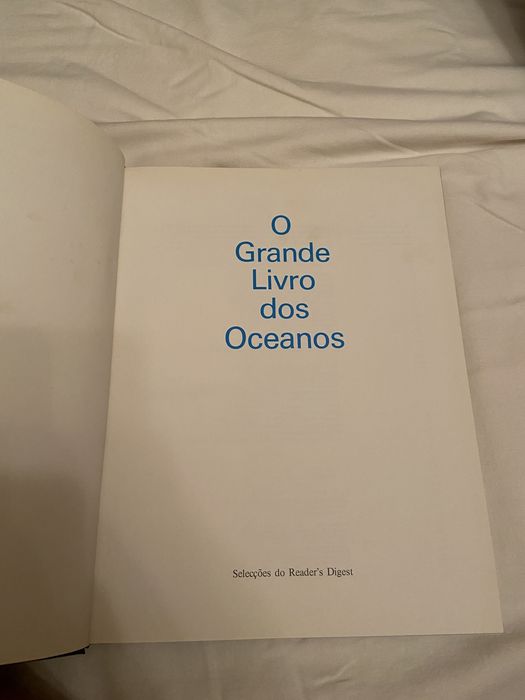 O
Grande
Livro
dos
Oceanos
Selecções do Reader's Digest